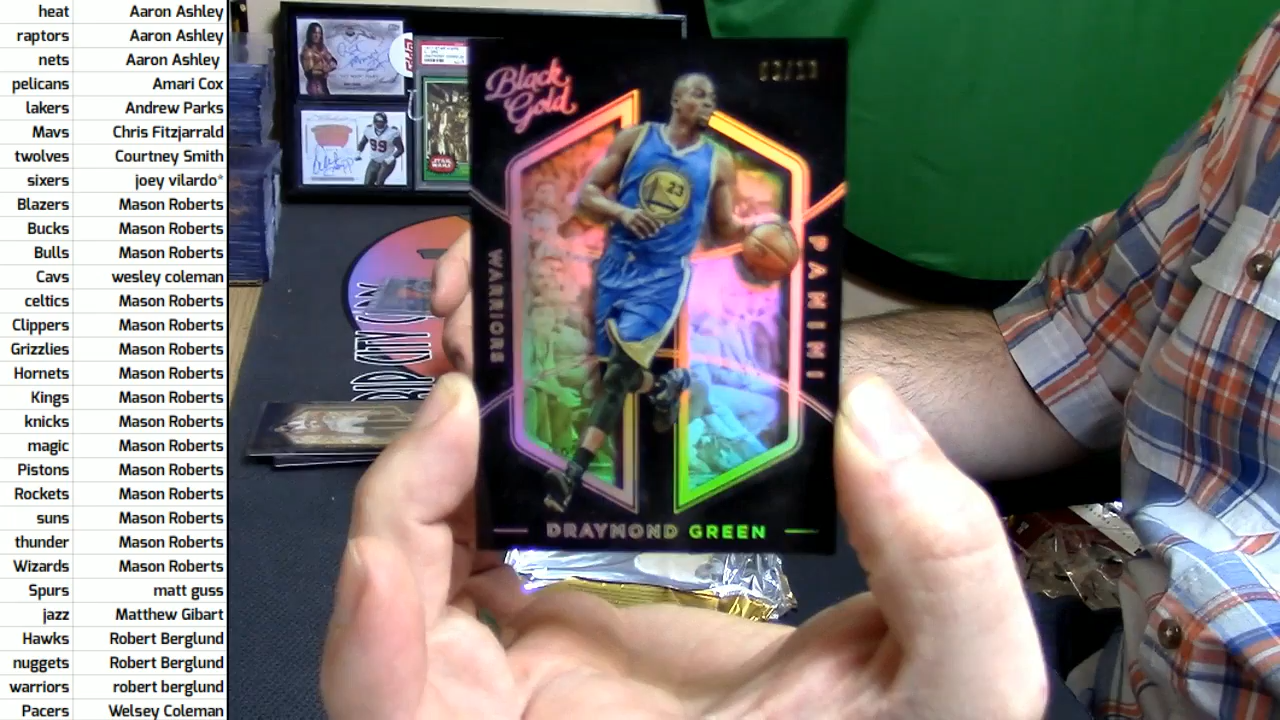 heat Aaron Ashley
raptors Aaron Ashley
nets Aaron Ashley
pelicans Amari Cox
lakers Andrew Parks
Mavs Chris Fitzjarrald
twolves Courtney Smith
sixers joey vilardo*
Blazers Mason Roberts
Bucks Mason Roberts
Bulls Mason Roberts
Cavs wesley coleman
celtics Mason Roberts
Clippers Mason Roberts
Grizzlies Mason Roberts
Hornets Mason Roberts
Kings Mason Roberts
knicks Mason Roberts
magic Mason Roberts
Pistons Mason Roberts
Rockets Mason Roberts
suns Mason Roberts
thunder Mason Roberts
Wizards Mason Roberts
Spurs matt guss
jazz Matthew Gibart
Hawks Robert Berglund
nuggets Robert Berglund
warriors robert berglund
Pacers Welsey Coleman
Black
Gold
23
WARRIORS
PANINI
DRAYMOND GREEN
99
STAR
WARS